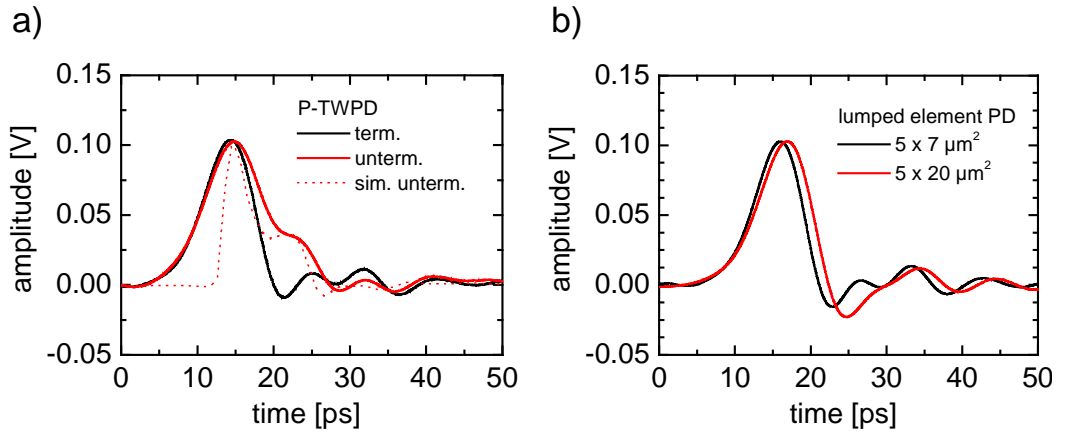 a)
0.15
0.10
0.05
0.00
-0.05
amplitude [V]
P-TWPD
term.
unterm.
sim. unterm.
0 10 20 30 40 50
time [ps]
b)
0.15
0.10
0.05
0.00
-0.05
amplitude [V]
lumped element PD
5 x 7 µm²
5 x 20 µm²
0 10 20 30 40 50
time [ps]